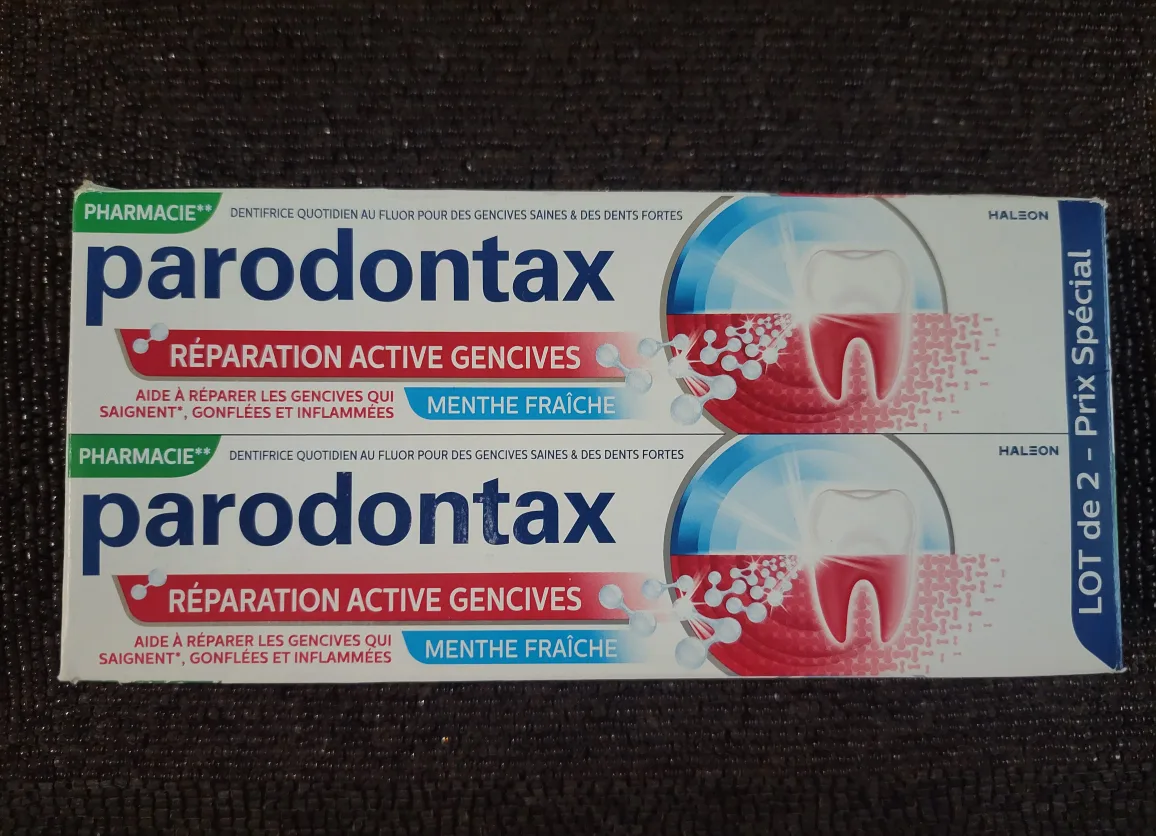 PHARMACIE**
DENTIFRICE QUOTIDIEN AU FLUOR POUR DES GENCIVES SAINES & DES DENTS FORTES
HALEON
parodontax
RÉPARATION ACTIVE GENCIVES
AIDE À RÉPARER LES GENCIVES QUI
SAIGNENT*, GONFLÉES ET INFLAMMÉES
MENTHE FRAÎCHE
PHARMACIE**
DENTIFRICE QUOTIDIEN AU FLUOR POUR DES GENCIVES SAINES & DES DENTS FORTES
HALEON
parodontax
RÉPARATION ACTIVE GENCIVES
AIDE À RÉPARER LES GENCIVES QUI
SAIGNENT*, GONFLÉES ET INFLAMMÉES
MENTHE FRAÎCHE
LOT de 2 - Prix Spécial